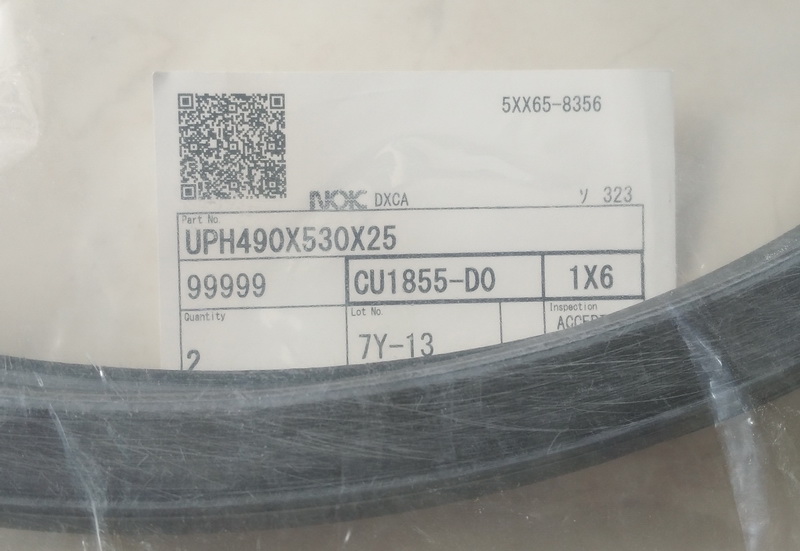 5XX65-8356
NOK DXCA ソ 323
Part No.
UPH490X530X25
99999 CU1855-D0 1X6
Quantity Lot No. Inspection
2 7Y-13